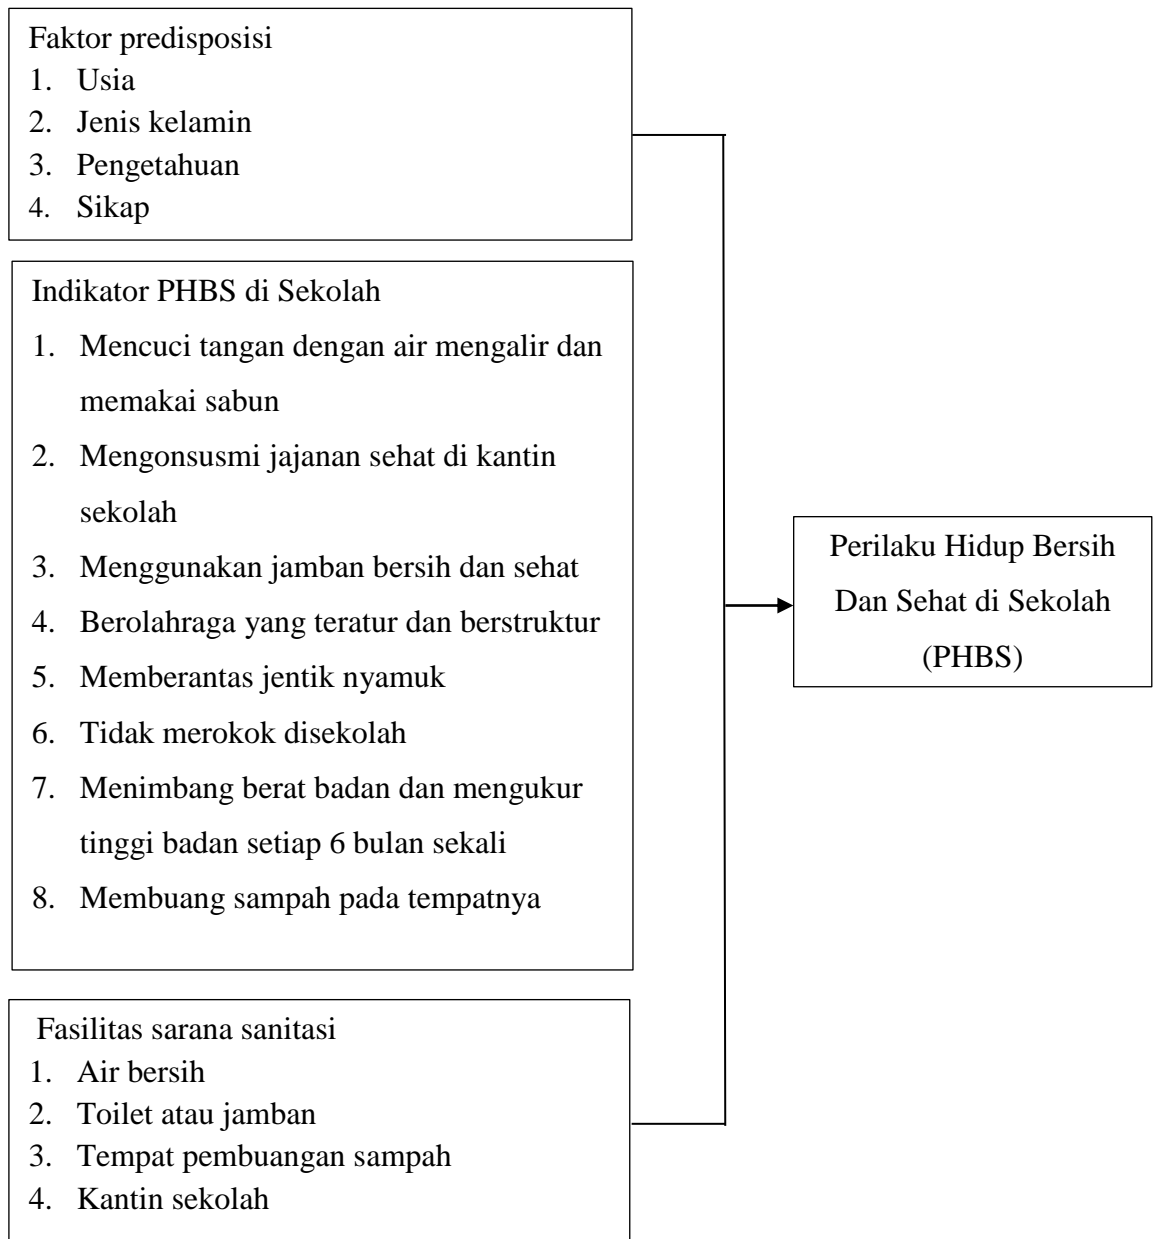 Faktor predisposisi
1. Usia
2. Jenis kelamin
3. Pengetahuan
4. Sikap
Indikator PHBS di Sekolah
1. Mencuci tangan dengan air mengalir dan
memakai sabun
2. Mengonsusmi jajanan sehat di kantin
sekolah
3. Menggunakan jamban bersih dan sehat
4. Berolahraga yang teratur dan berstruktur
5. Memberantas jentik nyamuk
6. Tidak merokok disekolah
7. Menimbang berat badan dan mengukur
tinggi badan setiap 6 bulan sekali
8. Membuang sampah pada tempatnya
Fasilitas sarana sanitasi
1. Air bersih
2. Toilet atau jamban
3. Tempat pembuangan sampah
4. Kantin sekolah
Perilaku Hidup Bersih
Dan Sehat di Sekolah
(PHBS)